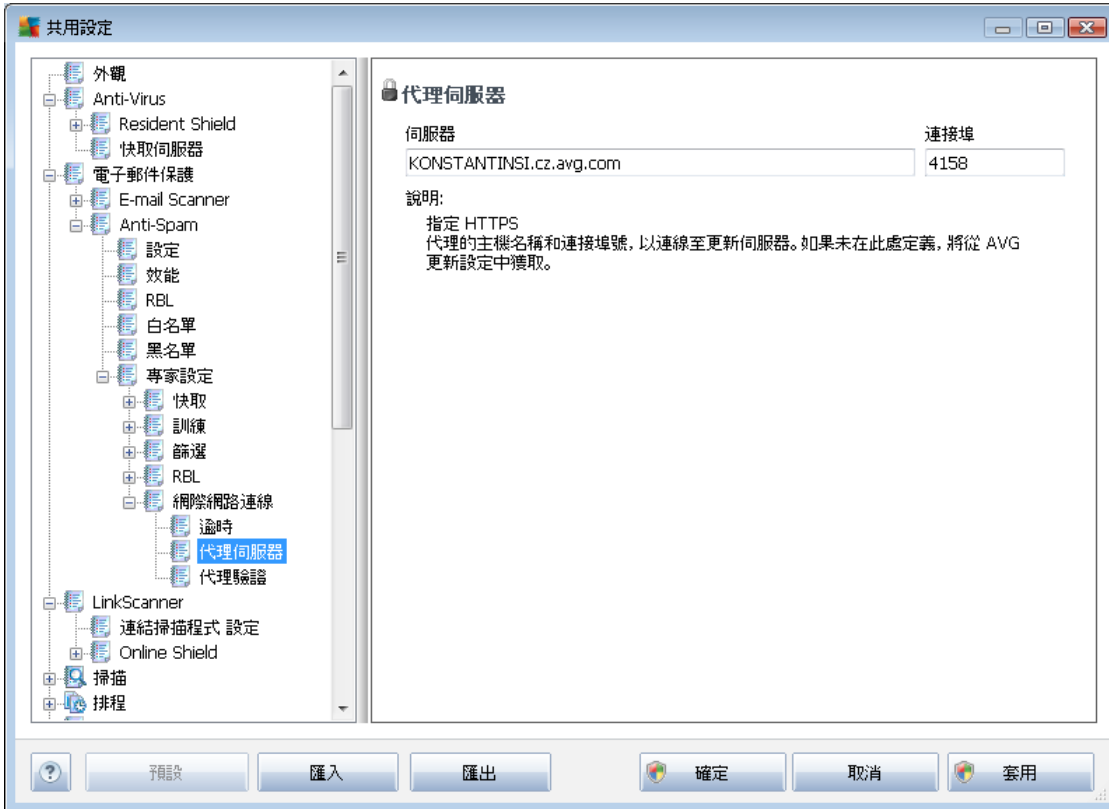 共用設定
外觀
Anti-Virus
Resident Shield
快取伺服器
電子郵件保護
E-mail Scanner
Anti-Spam
設定
效能
RBL
白名單
黑名單
專家設定
快取
訓練
篩選
RBL
網際網路連線
逾時
代理伺服器
代理驗證
LinkScanner
連結掃描程式 設定
Online Shield
掃描
排程
代理伺服器
伺服器 連接埠
KONSTANTINSI.cz.avg.com 4158
說明:
指定 HTTPS
代理的主機名稱和連接埠號, 以連線至更新伺服器。如果未在此處定義, 將從 AVG
更新設定中獲取。
? 預設 匯入 匯出 確定 取消 套用